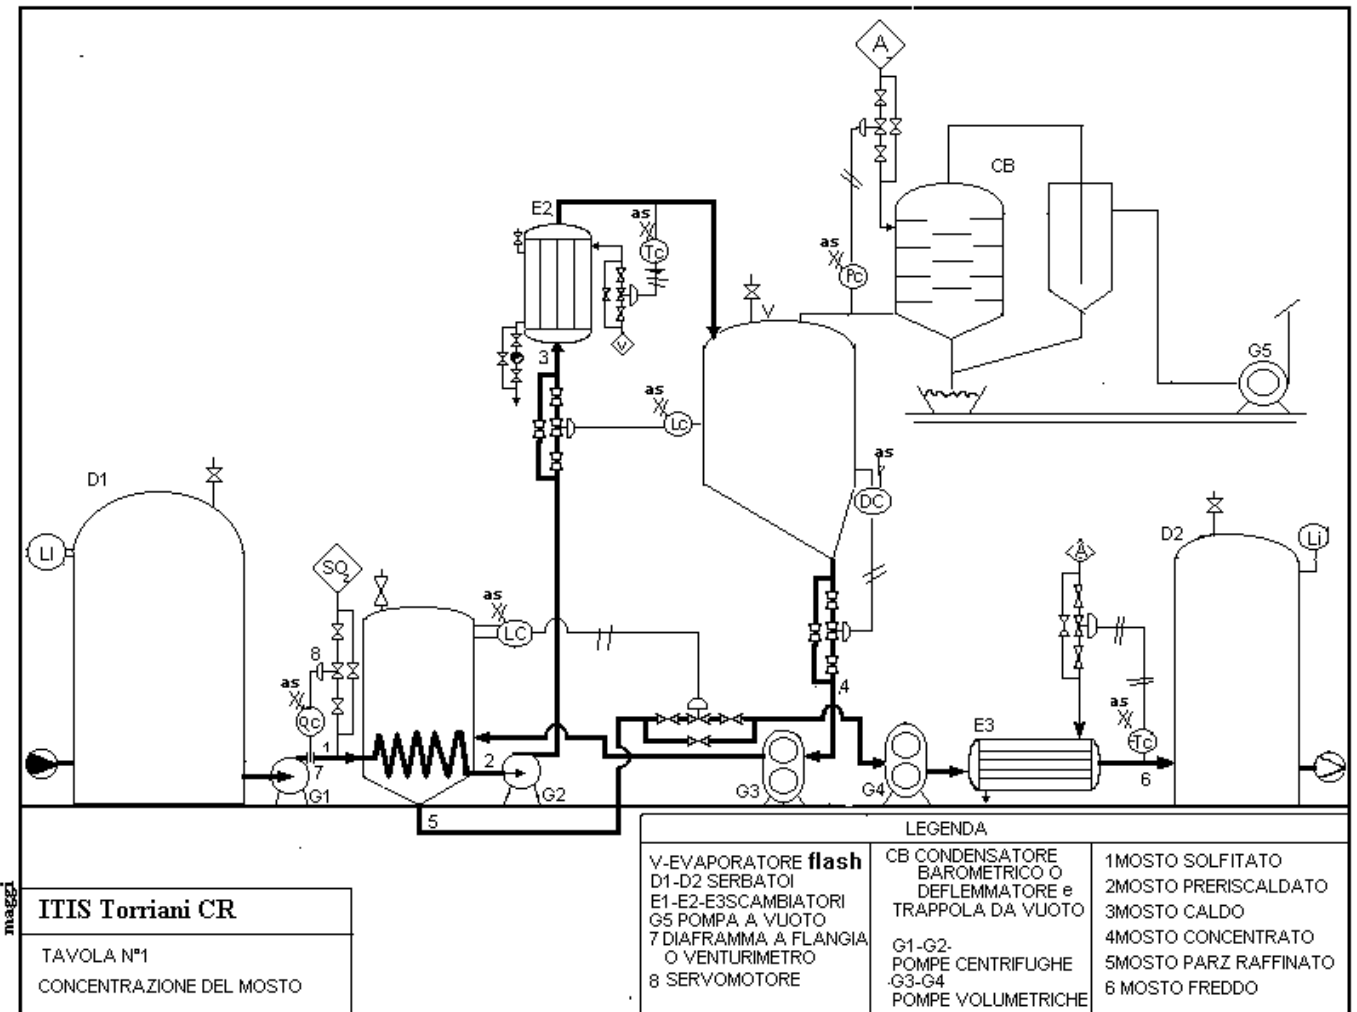 A
CB
E2
as
Tc
as
Pc
V
V
G5
3
as
Lc
D1
as
DC
LI
SO2
D2
Li
A
as
LC
8
as
Qc
4
as
Tc
E3
1
7
2
G1
G2
G3
G4
6
5
LEGENDA
V-EVAPORATORE flash
D1-D2 SERBATOI
E1-E2-E3SCAMBIATORI
G5 POMPA A VUOTO
7 DIAFRAMMA A FLANGIA
O VENTURIMETRO
8 SERVOMOTORE
CB CONDENSATORE
BAROMETRICO O
DEFLEMMATORE e
TRAPPOLA DA VUOTO
G1-G2-
POMPE CENTRIFUGHE
-G3-G4
POMPE VOLUMETRICHE
1MOSTO SOLFITATO
2MOSTO PRERISCALDATO
3MOSTO CALDO
4MOSTO CONCENTRATO
5MOSTO PARZ RAFFINATO
6 MOSTO FREDDO
maggi
ITIS Torriani CR
TAVOLA N°1
CONCENTRAZIONE DEL MOSTO